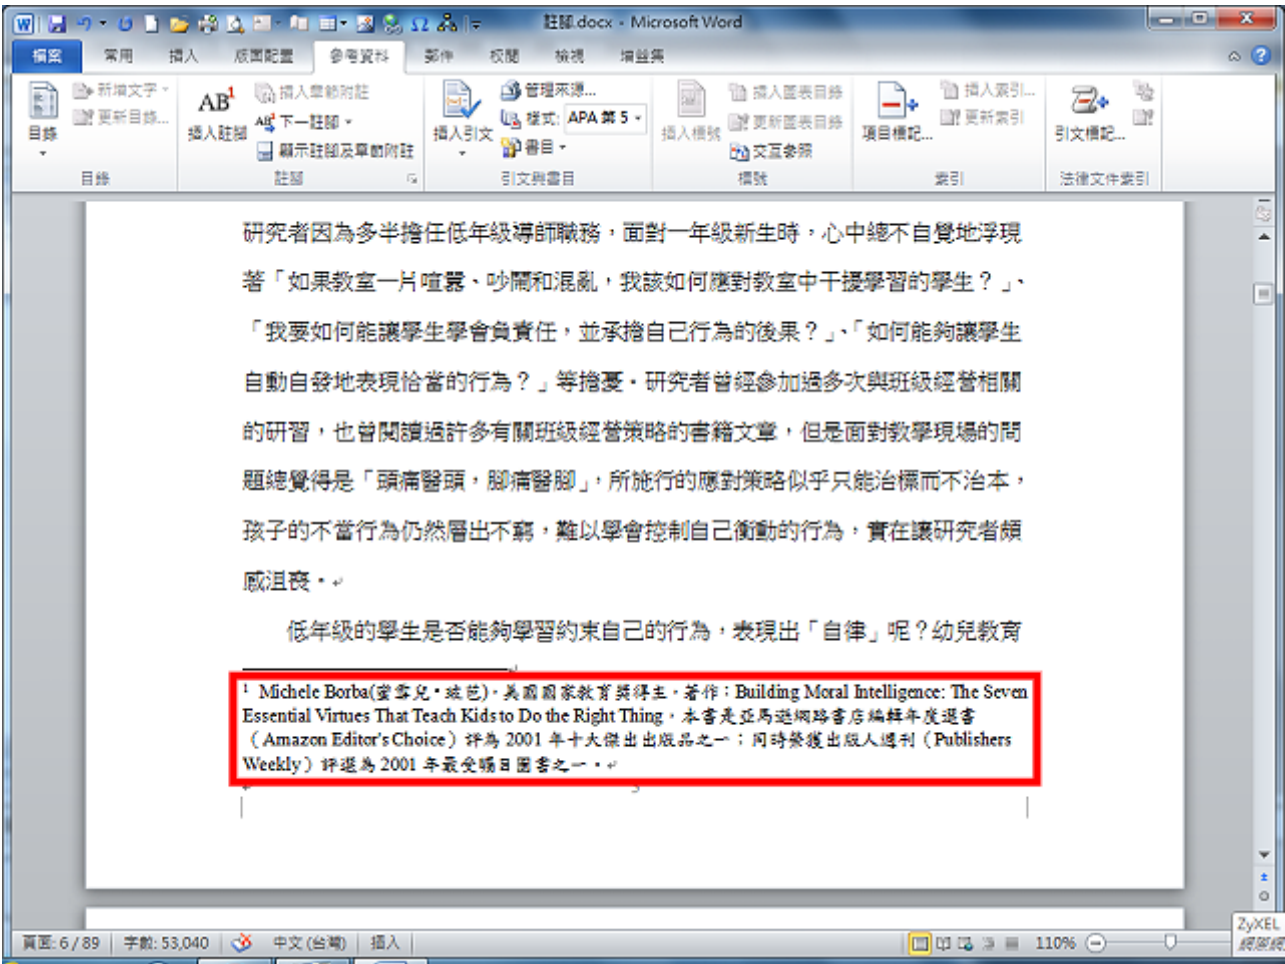 註腳.docx - Microsoft Word
檔案 常用 插入 版面配置 參考資料 郵件 校閱 檢視 增益集
新增文字 插入章節附註 管理來源... 插入圖表目錄 插入索引...
AB1 更新目錄... 下一註腳 樣式: APA 第 5 更新圖表目錄 更新索引
目錄 插入註腳 顯示註腳及章節附註 插入引文 書目 插入標號 交互參照 項目標記... 引文標記...
目錄 註腳 引文與書目 標號 索引 法律文件索引
研究者因為多半擔任低年級導師職務，面對一年級新生時，心中總不自覺地浮現
著「如果教室一片喧囂、吵鬧和混亂，我該如何應對教室中干擾學習的學生？」、
「我要如何能讓學生學會負責任，並承擔自己行為的後果？」、「如何能夠讓學生
自動自發地表現恰當的行為？」等擔憂。研究者曾經參加過多次與班級經營相關
的研習，也曾閱讀過許多有關班級經營策略的書籍文章，但是面對教學現場的問
題總覺得是「頭痛醫頭，腳痛醫腳」，所施行的應對策略似乎只能治標而不治本，
孩子的不當行為仍然層出不窮，難以學會控制自己衝動的行為，實在讓研究者頗
感沮喪。
低年級的學生是否能夠學習約束自己的行為，表現出「自律」呢？幼兒教育
1 Michele Borba(蜜雪兒‧玻芭)，美國國家教育獎得主。著作：Building Moral Intelligence: The Seven
Essential Virtues That Teach Kids to Do the Right Thing，本書是亞馬遜網路書店編輯年度選書
（Amazon Editor's Choice）評為 2001 年十大傑出出版品之一；同時榮獲出版人週刊（Publishers
Weekly）評選為 2001 年最受矚目圖書之一。
頁面: 6 / 89 字數: 53,040 中文 (台灣) 插入 110%
ZyXEL